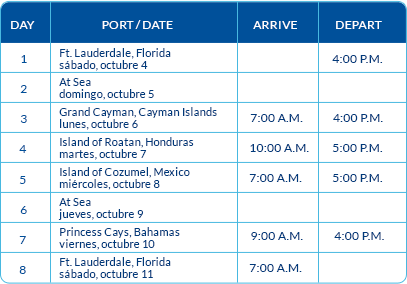 DAY PORT/DATE ARRIVE DEPART
1 Ft. Lauderdale, Florida 4:00 P.M.
sábado, octubre 4
2 At Sea
domingo, octubre 5
3 Grand Cayman, Cayman Islands 7:00 A.M. 4:00 P.M.
lunes, octubre 6
4 Island of Roatan, Honduras 10:00 A.M. 5:00 P.M.
martes, octubre 7
5 Island of Cozumel, Mexico 7:00 A.M. 5:00 P.M.
miércoles, octubre 8
6 At Sea
jueves, octubre 9
7 Princess Cays, Bahamas 9:00 A.M. 4:00 P.M.
viernes, octubre 10
8 Ft. Lauderdale, Florida 7:00 A.M.
sábado, octubre 11